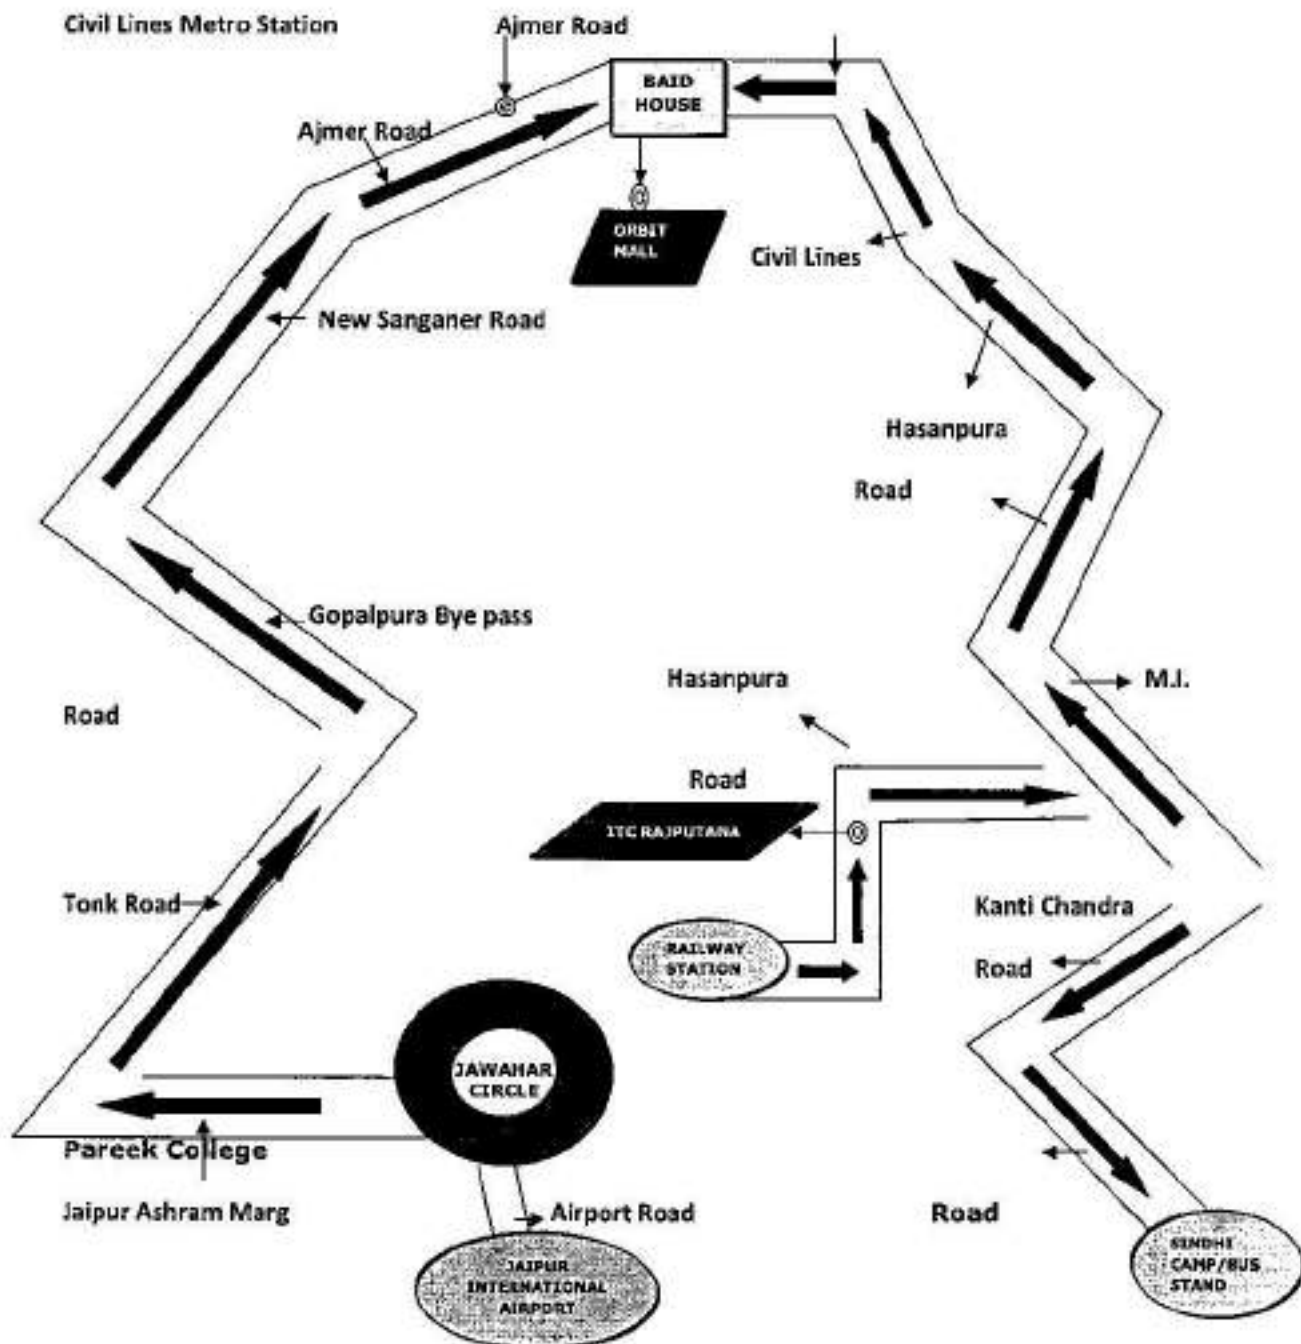 Civil Lines Metro Station
Ajmer Road
BAID
HOUSE
Ajmer Road
ORBIT
MALL
Civil Lines
New Sanganer Road
Hasanpura
Road
Gopalpura Bye pass
Hasanpura
M.I.
Road
Road
ITC RAJPUTANA
Tonk Road
Kanti Chandra
RAILWAY
STATION
Road
JAWAHAR
CIRCLE
Pareek College
Jaipur Ashram Marg
Airport Road
Road
SINDHI
CAMP/BUS
STAND
JAIPUR
INTERNATIONAL
AIRPORT